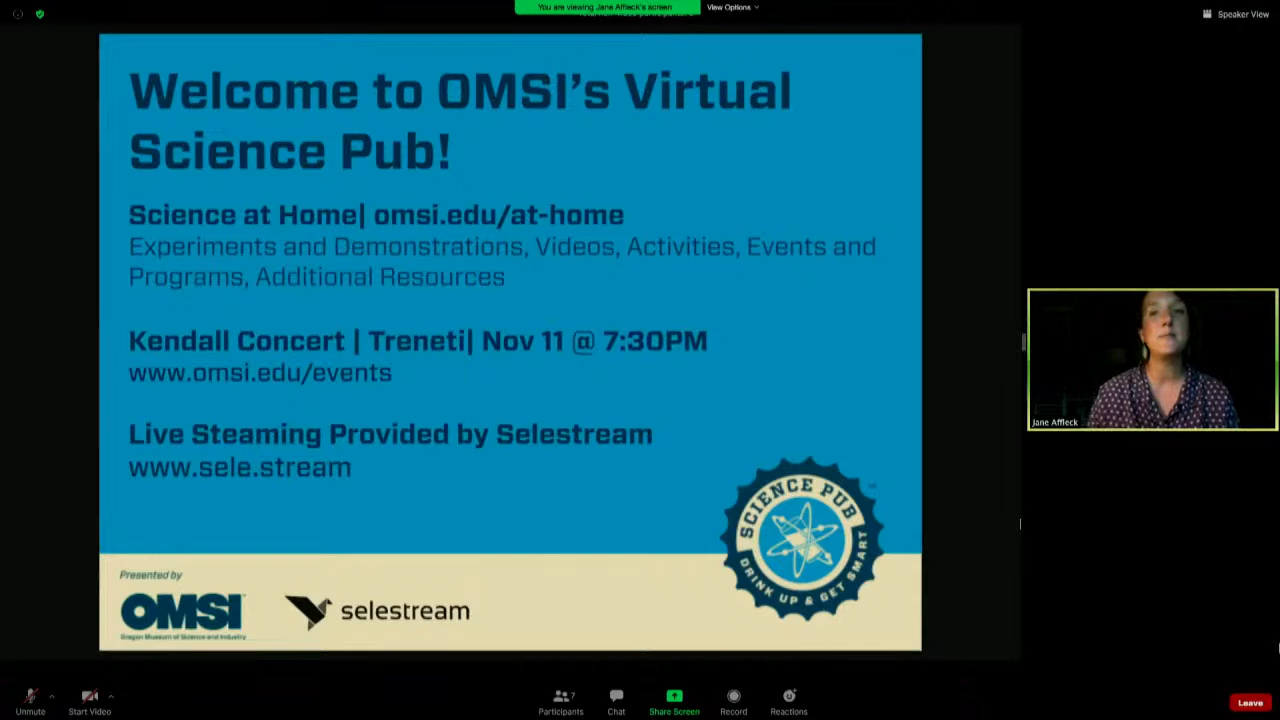 You are viewing Jane Affleck's screen
View Options
Speaker View
Welcome to OMSI's Virtual
Science Pub!
Science at Home| omsi.edu/at-home
Experiments and Demonstrations, Videos, Activities, Events and
Programs, Additional Resources
Kendall Concert | Treneti| Nov 11 @ 7:30PM
www.omsi.edu/events
Live Steaming Provided by Selestream
www.sele.stream
SCIENCE PUB
DRINK UP & GET SMART
Presented by
OMSI
Oregon Museum of Science and Industry
selestream
Jane Affleck
Unmute
Start Video
Participants
7
Chat
Share Screen
Record
Reactions
Leave